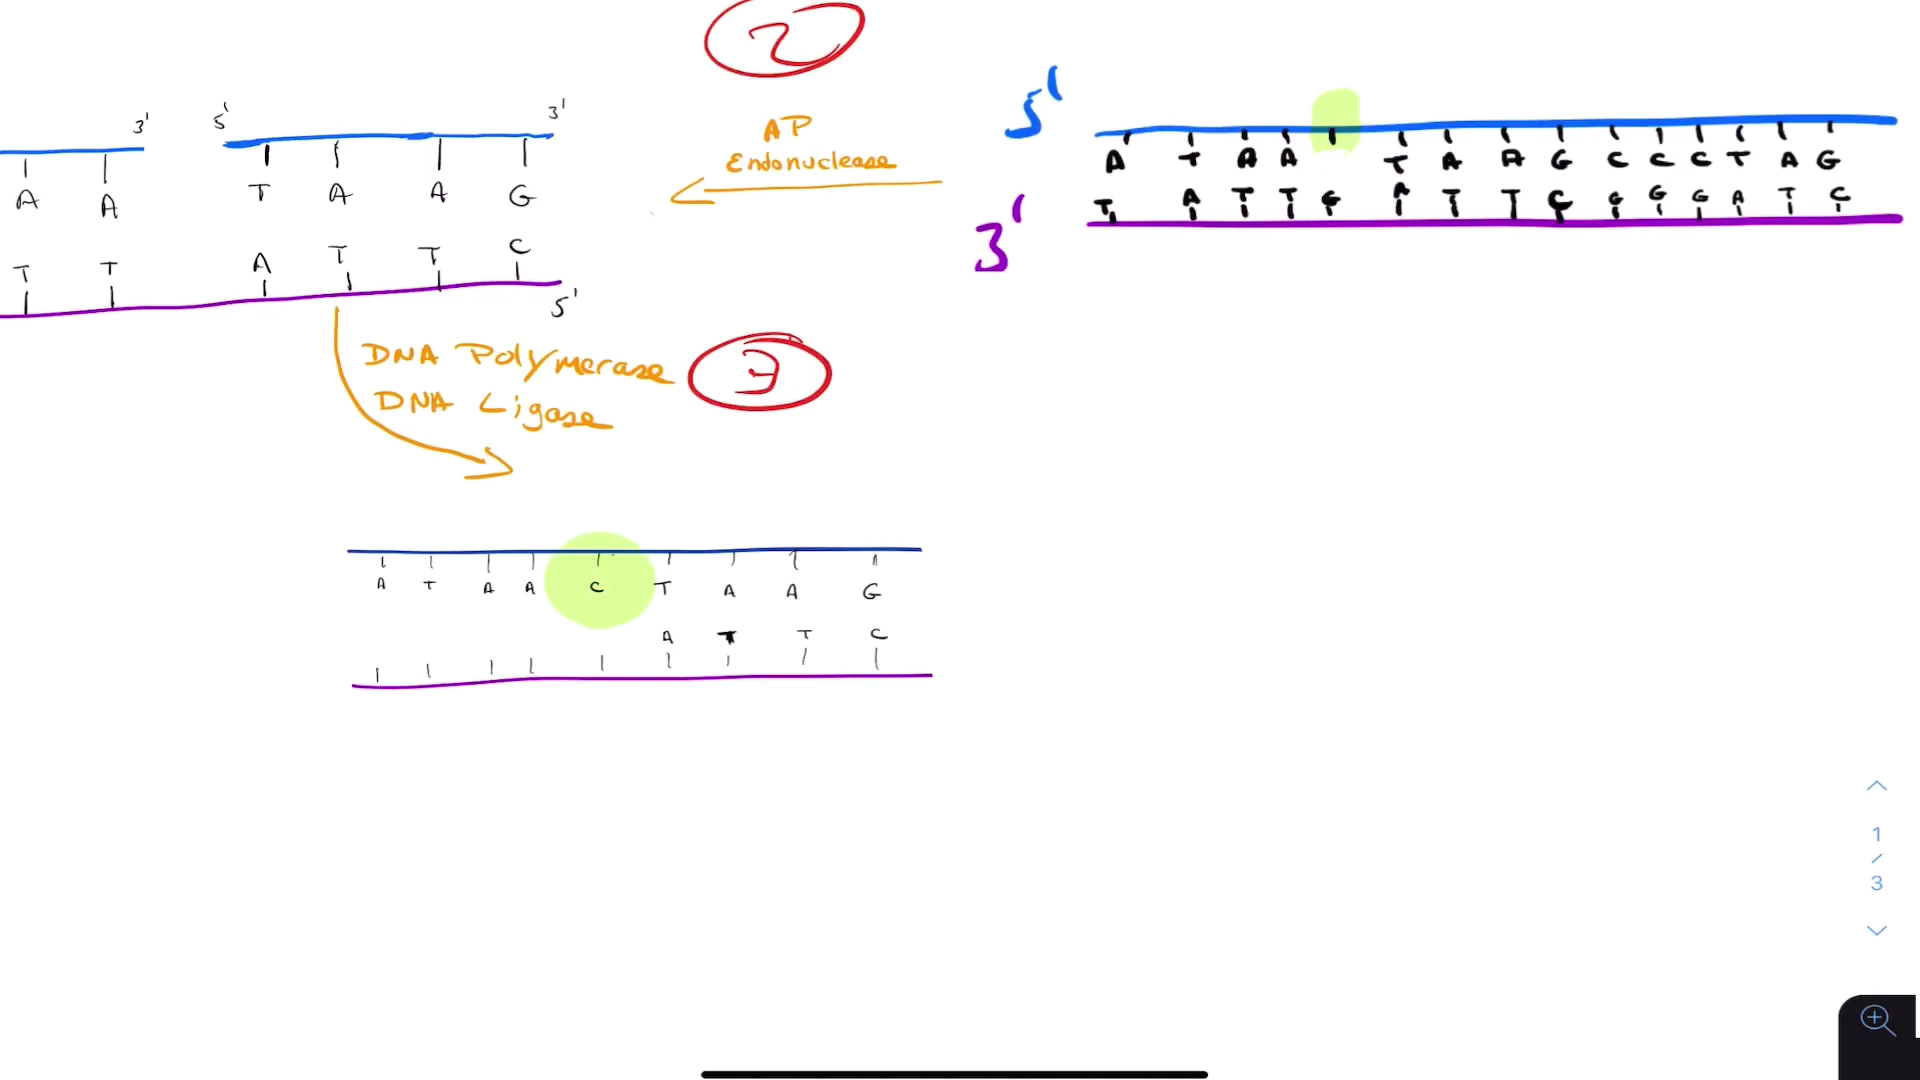 2
AP
Endonuclease
3' 5' 3'
A A T A A G
T T A T T C
5'
5'
A T A A T A A G C C C T A G
T A T T G A T T C G G G A T C
3'
DNA Polymerase
DNA Ligase
3
A T A A C T A A G
A T T C
1
/
3